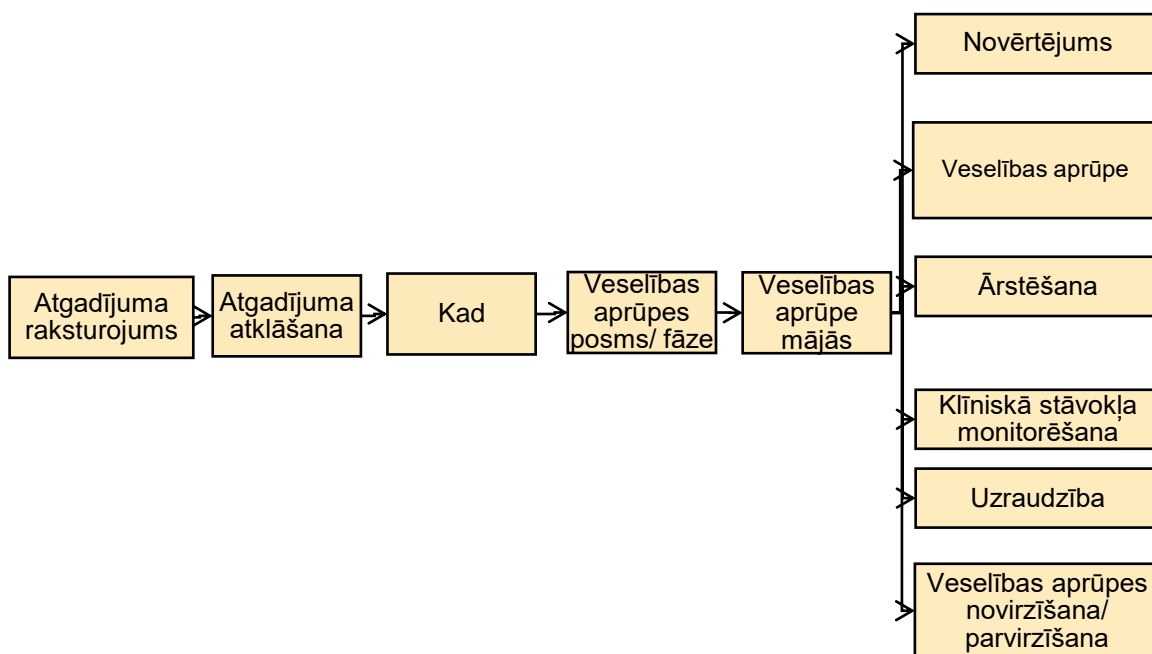 Atgadījuma
raksturojums
Atgadījuma
atklāšana
Kad
Veselības
aprūpes
posms/ fāze
Veselības
aprūpe
mājās
Novērtējums
Veselības aprūpe
Ārstēšana
Klīniskā stāvokļa
monitorēšana
Uzraudzība
Veselības aprūpes
novirzīšana/
parvirzīšana